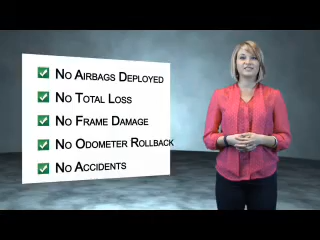 No Airbags Deployed
No Total Loss
No Frame Damage
No Odometer Rollback
No Accidents